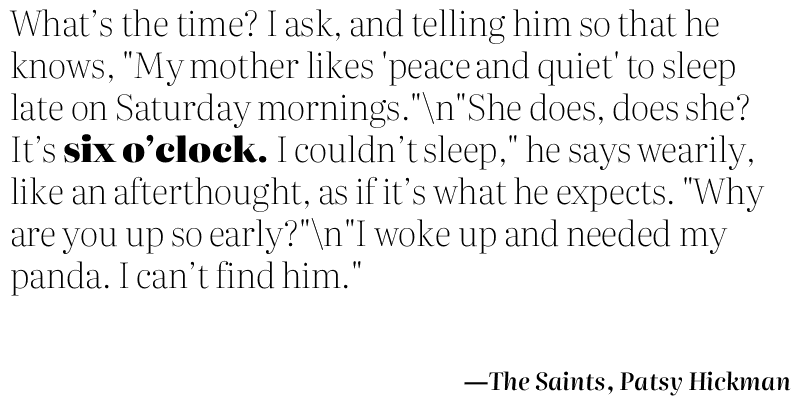 What’s the time? I ask, and telling him so that he
knows, "My mother likes 'peace and quiet' to sleep
late on Saturday mornings."\n"She does, does she?
It’s six o’clock. I couldn’t sleep," he says wearily,
like an afterthought, as if it’s what he expects. "Why
are you up so early?"\n"I woke up and needed my
panda. I can’t find him."
—The Saints, Patsy Hickman